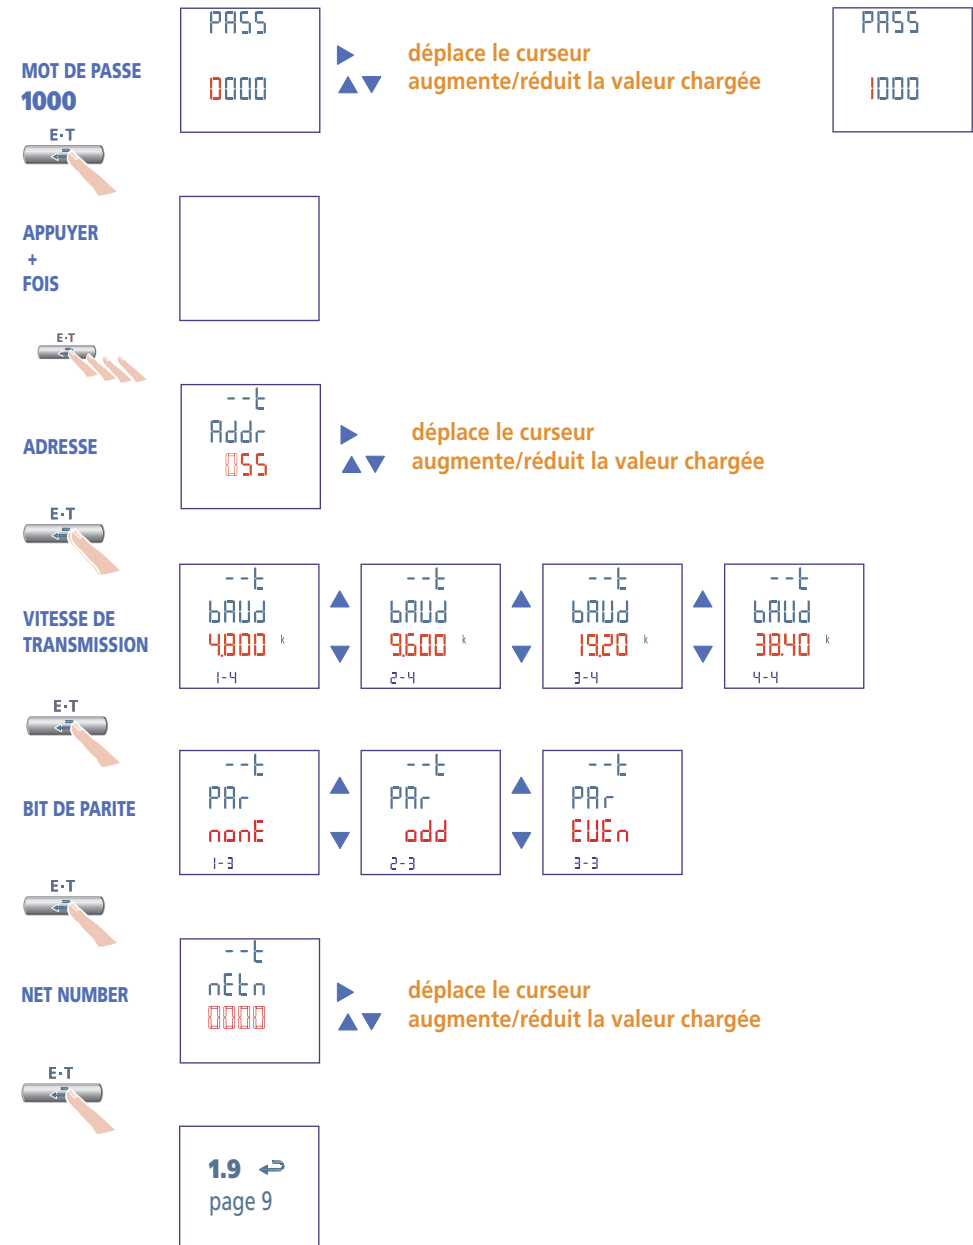 PASS
PASS
déplace le curseur
augmente/réduit la valeur chargée
MOT DE PASSE
1000
0000
1000
E·T
APPUYER
+
FOIS
E·T
--t
Addr
055
déplace le curseur
augmente/réduit la valeur chargée
ADRESSE
E·T
--t --t --t --t
bAUd bAUd bAUd bAUd
4.800 k 9.600 k 19.20 k 38.40 k
1-4 2-4 3-4 4-4
VITESSE DE
TRANSMISSION
E·T
--t --t --t
PAr PAr PAr
nonE odd EVEn
1-3 2-3 3-3
BIT DE PARITE
E·T
--t
nEtn
0000
déplace le curseur
augmente/réduit la valeur chargée
NET NUMBER
E·T
1.9
page 9